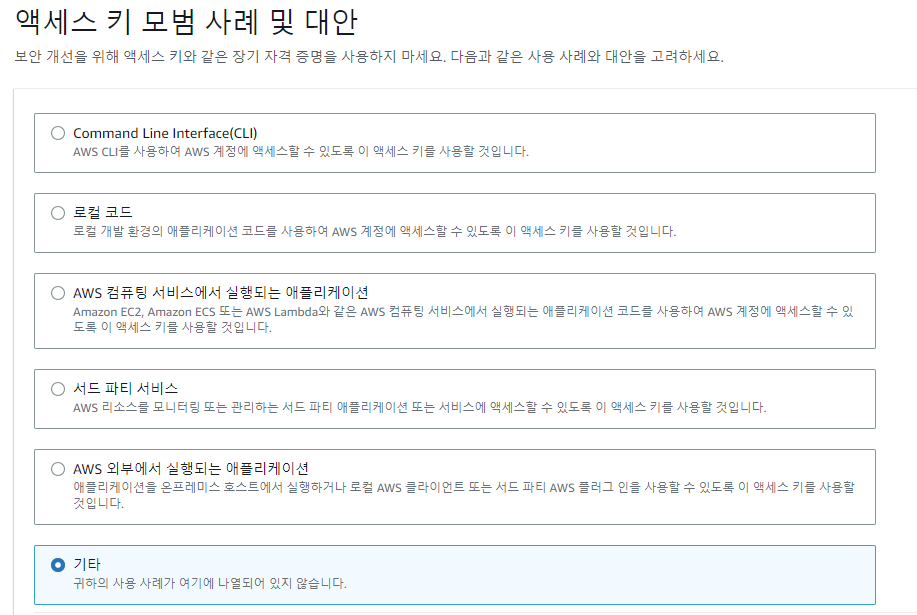 액세스 키 모범 사례 및 대안
보안 개선을 위해 액세스 키와 같은 장기 자격 증명을 사용하지 마세요. 다음과 같은 사용 사례와 대안을 고려하세요.
Command Line Interface(CLI)
AWS CLI를 사용하여 AWS 계정에 액세스할 수 있도록 이 액세스 키를 사용할 것입니다.
로컬 코드
로컬 개발 환경의 애플리케이션 코드를 사용하여 AWS 계정에 액세스할 수 있도록 이 액세스 키를 사용할 것입니다.
AWS 컴퓨팅 서비스에서 실행되는 애플리케이션
Amazon EC2, Amazon ECS 또는 AWS Lambda와 같은 AWS 컴퓨팅 서비스에서 실행되는 애플리케이션 코드를 사용하여 AWS 계정에 액세스할 수 있
도록 이 액세스 키를 사용할 것입니다.
서드 파티 서비스
AWS 리소스를 모니터링 또는 관리하는 서드 파티 애플리케이션 또는 서비스에 액세스할 수 있도록 이 액세스 키를 사용할 것입니다.
AWS 외부에서 실행되는 애플리케이션
애플리케이션을 온프레미스 호스트에서 실행하거나 로컬 AWS 클라이언트 또는 서드 파티 AWS 플러그 인을 사용할 수 있도록 이 액세스 키를 사용할
것입니다.
기타
귀하의 사용 사례가 여기에 나열되어 있지 않습니다.